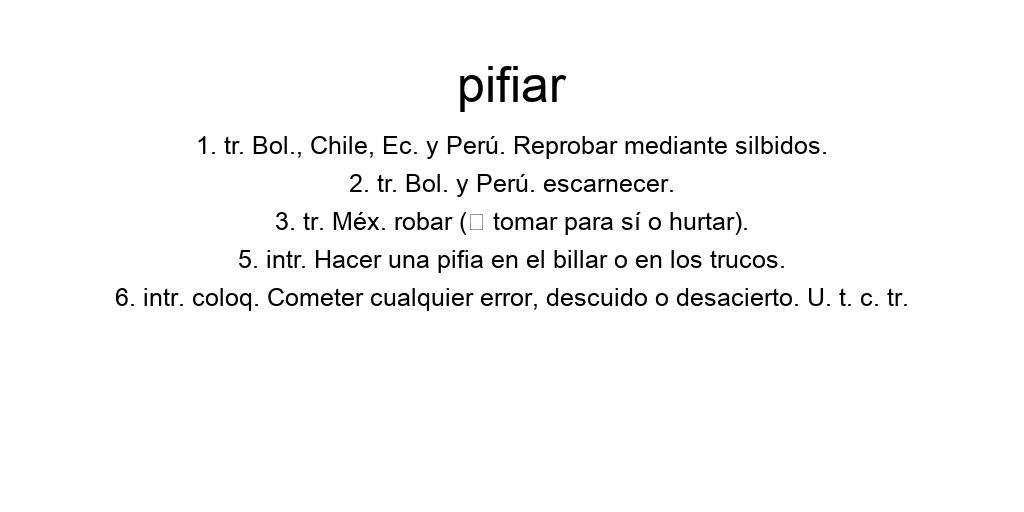 pifiar
1. tr. Bol., Chile, Ec. y Perú. Reprobar mediante silbidos.
2. tr. Bol. y Perú. escarnecer.
3. tr. Méx. robar (▯ tomar para sí o hurtar).
5. intr. Hacer una pifia en el billar o en los trucos.
6. intr. coloq. Cometer cualquier error, descuido o desacierto. U. t. c. tr.